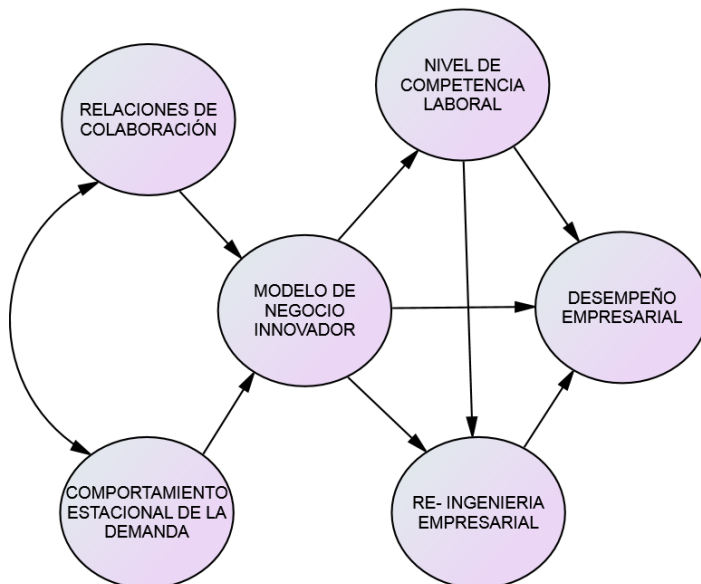 RELACIONES DE
COLABORACIÓN
NIVEL DE
COMPETENCIA
LABORAL
MODELO DE
NEGOCIO
INNOVADOR
DESEMPEÑO
EMPRESARIAL
COMPORTAMIENTO
ESTACIONAL DE LA
DEMANDA
RE- INGENIERIA
EMPRESARIAL